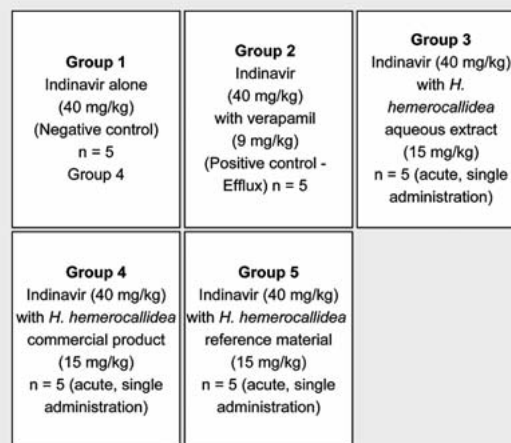 Group 1
Indinavir alone
(40 mg/kg)
(Negative control)
n = 5
Group 4
Group 2
Indinavir
(40 mg/kg)
with verapamil
(9 mg/kg)
(Positive control -
Efflux) n = 5
Group 3
Indinavir (40 mg/kg)
with H.
hemerocallidea
aqueous extract
(15 mg/kg)
n = 5 (acute, single
administration)
Group 4
Indinavir (40 mg/kg)
with H. hemerocallidea
commercial product
(15 mg/kg)
n = 5 (acute, single
administration)
Group 5
Indinavir (40 mg/kg)
with H. hemerocallidea
reference material
(15 mg/kg)
n = 5 (acute, single
administration)